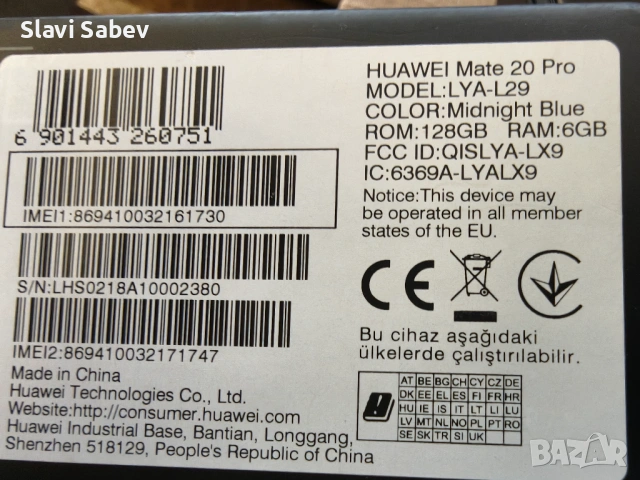 Slavi Sabev
6 901443 260751
IMEI1:869410032161730
S/N:LHS0218A10002380
IMEI2:869410032171747
Made in China
Huawei Technologies Co., Ltd.
Website:http://consumer.huawei.com
Huawei Industrial Base, Bantian, Longgang,
Shenzhen 518129, People's Republic of China
HUAWEI Mate 20 Pro
MODEL:LYA-L29
COLOR:Midnight Blue
ROM:128GB RAM:6GB
FCC ID:QISLYA-LX9
IC:6369A-LYALX9
Notice:This device may
be operated in all member
states of the EU.
CE
Bu cihaz aşağıdaki
ülkelerde çalıştırılabilir.
AT BE BG CH CY CZ DE
DK EE EL ES FI FR HR
HU IE IS IT LT LI LU
LV MT NL NO PL PT RO
SE SK TR SI UK
bazar.bg